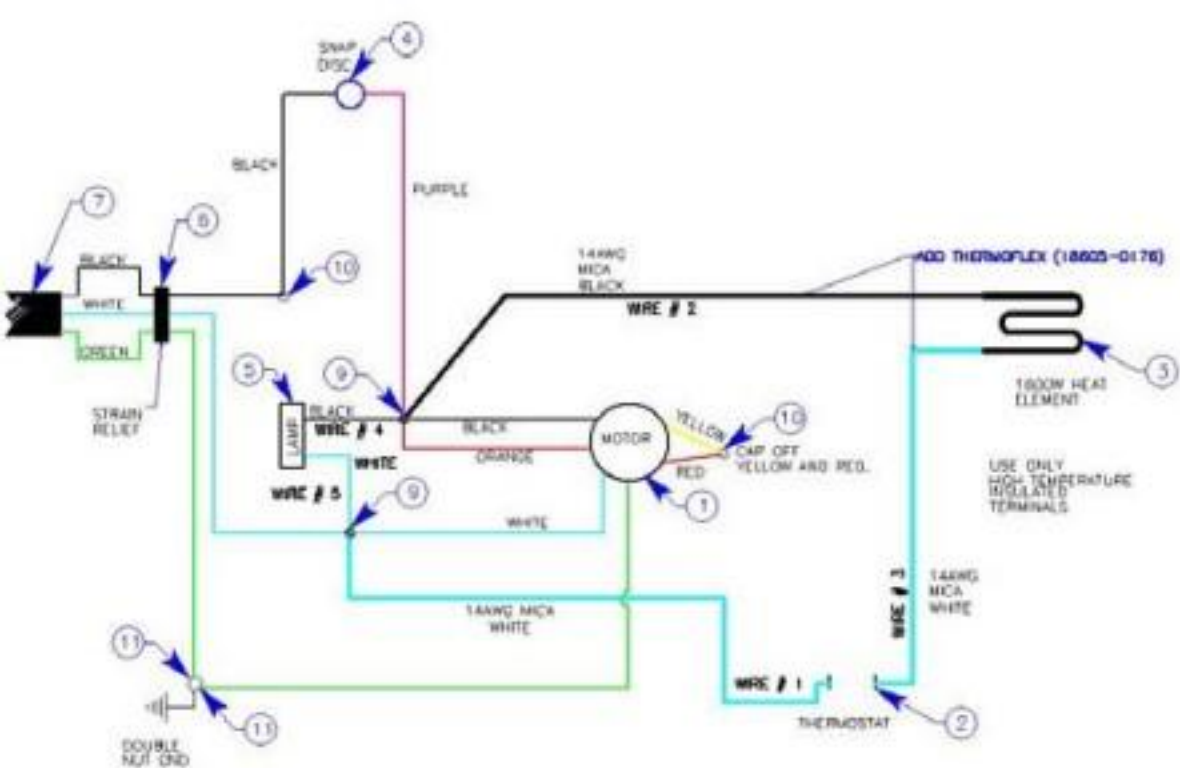 SNAP
DISC
4
BLACK
PURPLE
7
6
BLACK
10
WHITE
GREEN
STRAIN
RELIEF
14AWG
MICA
BLACK
WIRE # 2
ADD THERMOFLEX (18605-0176)
3
1600W HEAT
ELEMENT
5
9
LAMP
BLACK
WIRE # 4
BLACK
ORANGE
WHITE
WIRE # 5
9
MOTOR
YELLOW
RED
10
CAP OFF
YELLOW AND RED.
1
USE ONLY
HIGH TEMPERATURE
INSULATED
TERMINALS
WHITE
14AWG MICA
WHITE
WIRE # 3
14AWG
MICA
WHITE
WIRE # 1
THERMOSTAT
2
11
11
DOUBLE
NUT GND